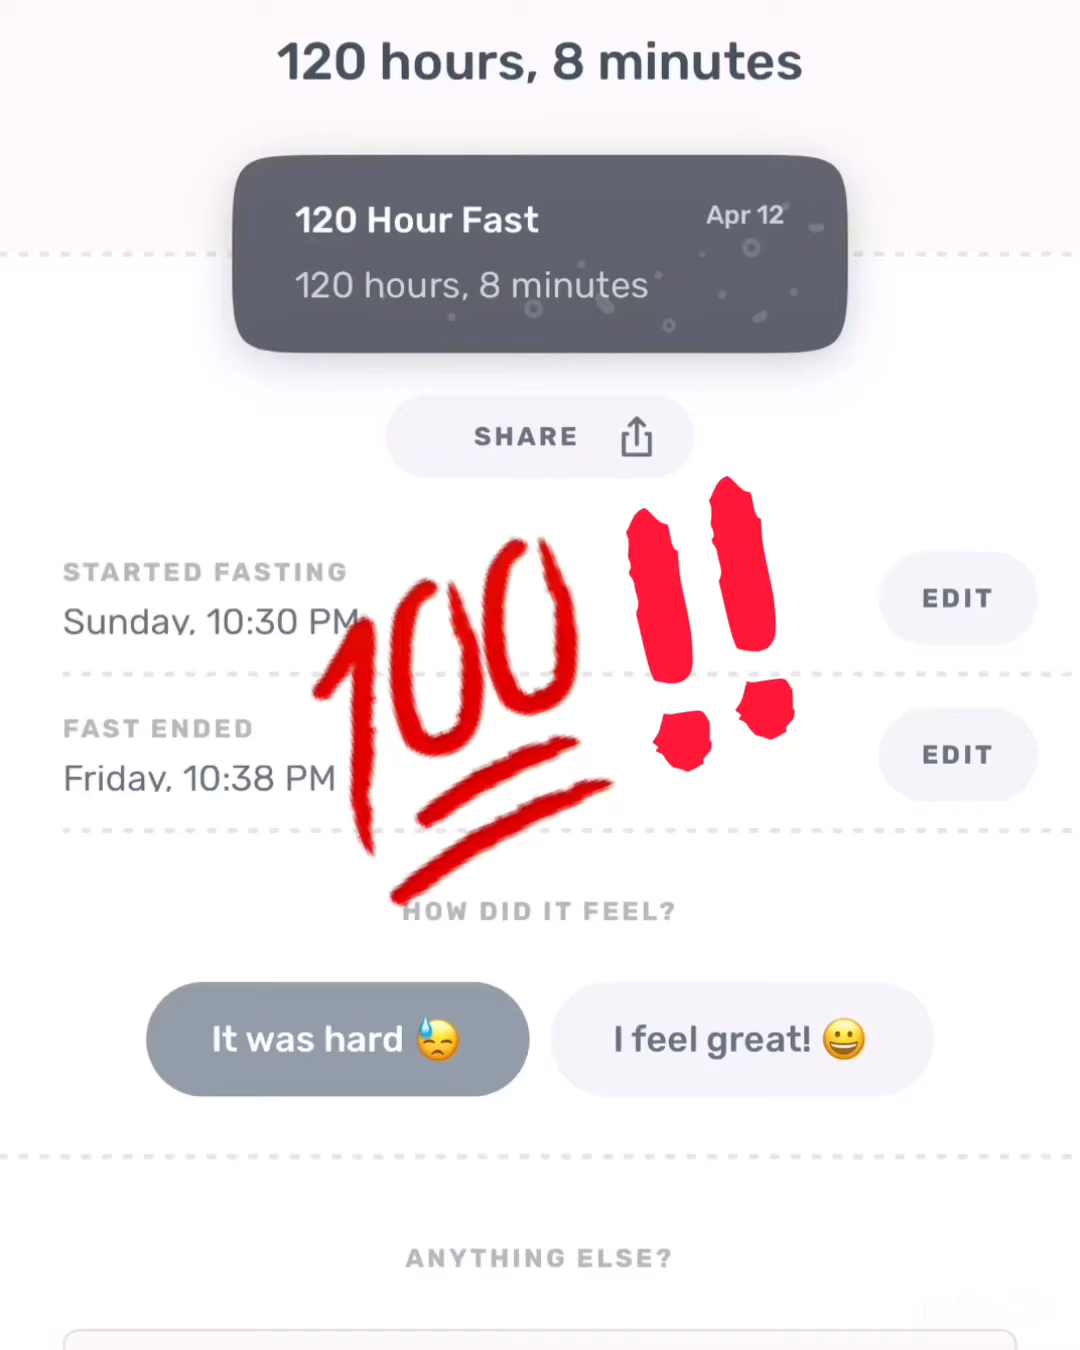 120 hours, 8 minutes
120 Hour Fast
Apr 12
120 hours, 8 minutes
SHARE
STARTED FASTING
Sunday, 10:30 PM
EDIT
100
!!
FAST ENDED
Friday, 10:38 PM
EDIT
HOW DID IT FEEL?
It was hard 😓
I feel great! 😀
ANYTHING ELSE?